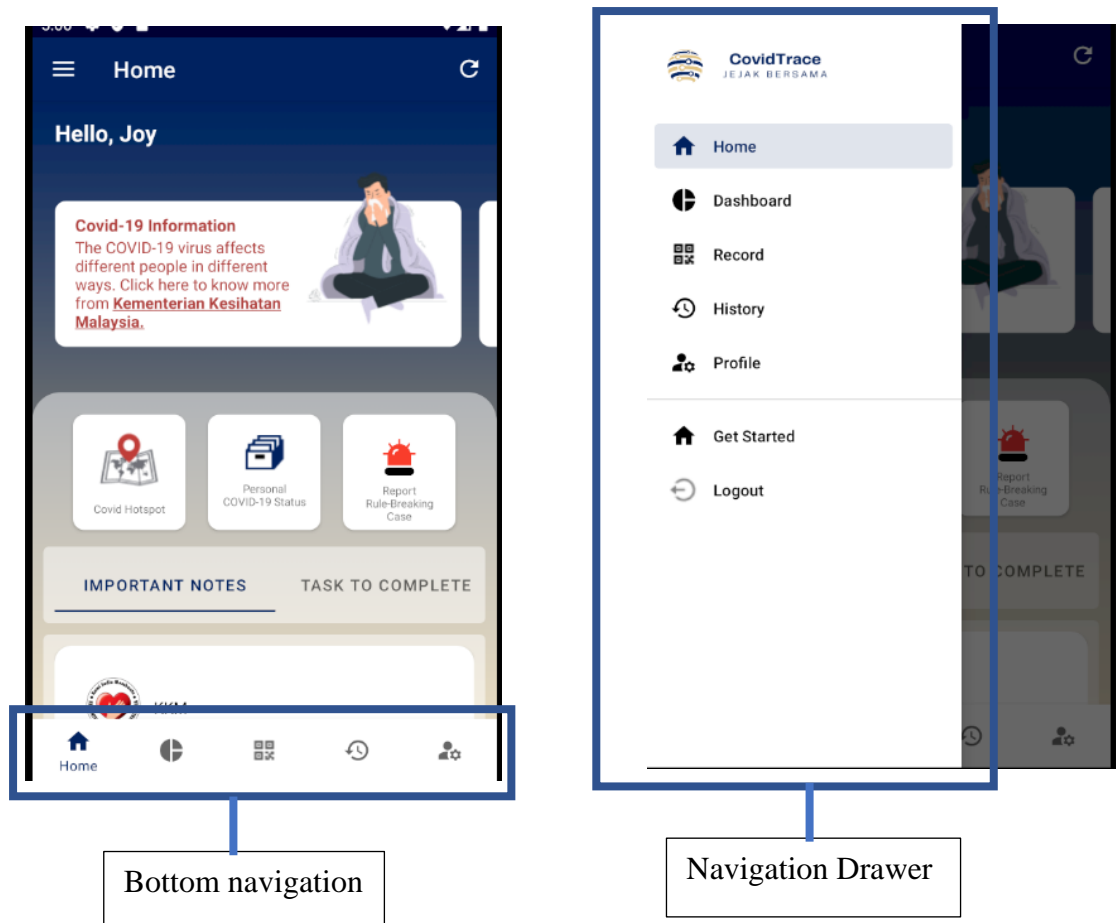 Home
Hello, Joy
Covid-19 Information
The COVID-19 virus affects
different people in different
ways. Click here to know more
from Kementerian Kesihatan
Malaysia.
Covid Hotspot
Personal
COVID-19 Status
Report
Rule-Breaking
Case
IMPORTANT NOTES
TASK TO COMPLETE
KKM
Home
Bottom navigation
CovidTrace
JEJAK BERSAMA
Home
Dashboard
Record
History
Profile
Get Started
Logout
Report
Rule-Breaking
Case
TO COMPLETE
Navigation Drawer